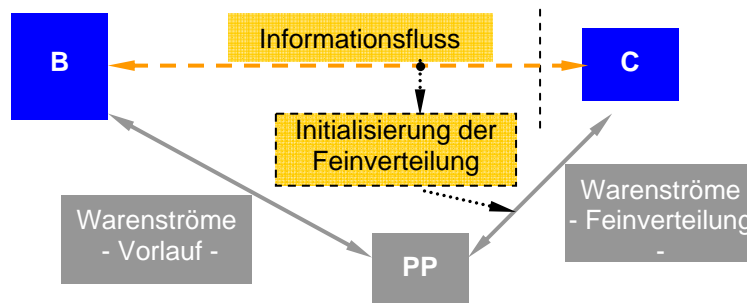 B
Informationsfluss
C
Initialisierung der
Feinverteilung
Warenströme
- Vorlauf -
Warenströme
- Feinverteilung
-
PP